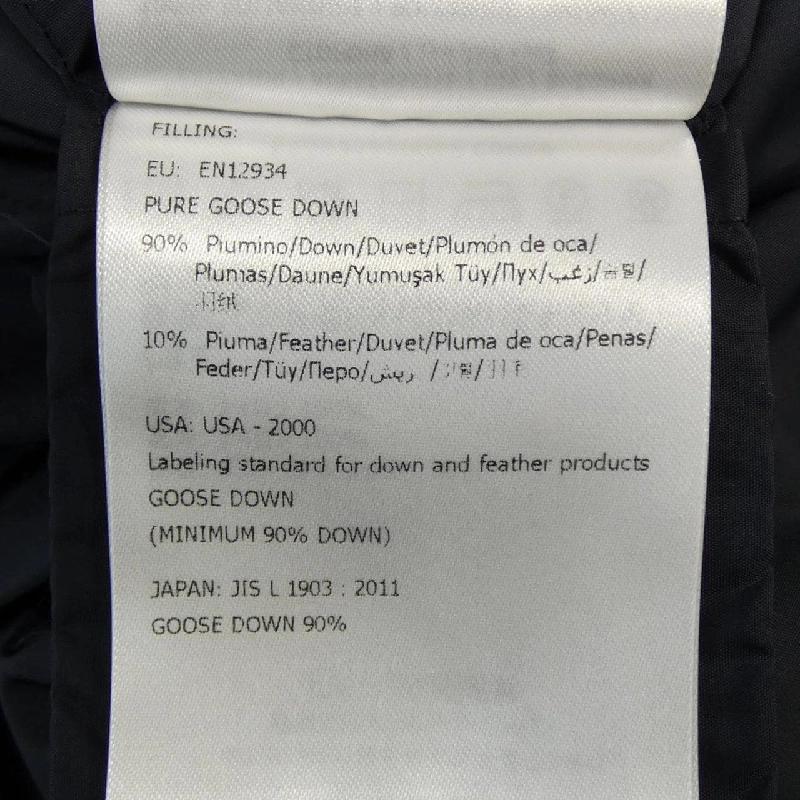 FILLING:
EU: EN12934
PURE GOOSE DOWN
90% Piumino/Down/Duvet/Plumón de oca/
Plumas/Daune/Yumuşak Tüy/Пух/زغب/
10% Piuma/Feather/Duvet/Pluma de oca/Penas/
Feder/Tüy/Перо/ريش/
USA: USA - 2000
Labeling standard for down and feather products
GOOSE DOWN
(MINIMUM 90% DOWN)
JAPAN: JIS L 1903 : 2011
GOOSE DOWN 90%